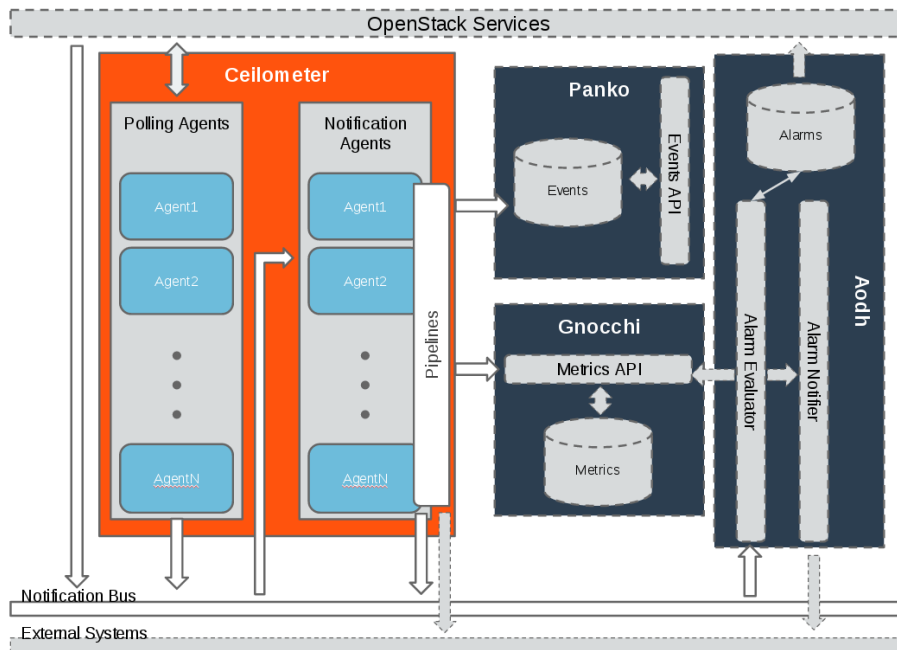 OpenStack Services
Ceilometer
Polling Agents
Agent1
Agent2
AgentN
Notification
Agents
Agent1
Agent2
AgentN
Pipelines
Panko
Events
Events API
Gnocchi
Metrics API
Metrics
Alarms
Aodh
Alarm Evaluator
Alarm Notifier
Notification Bus
External Systems